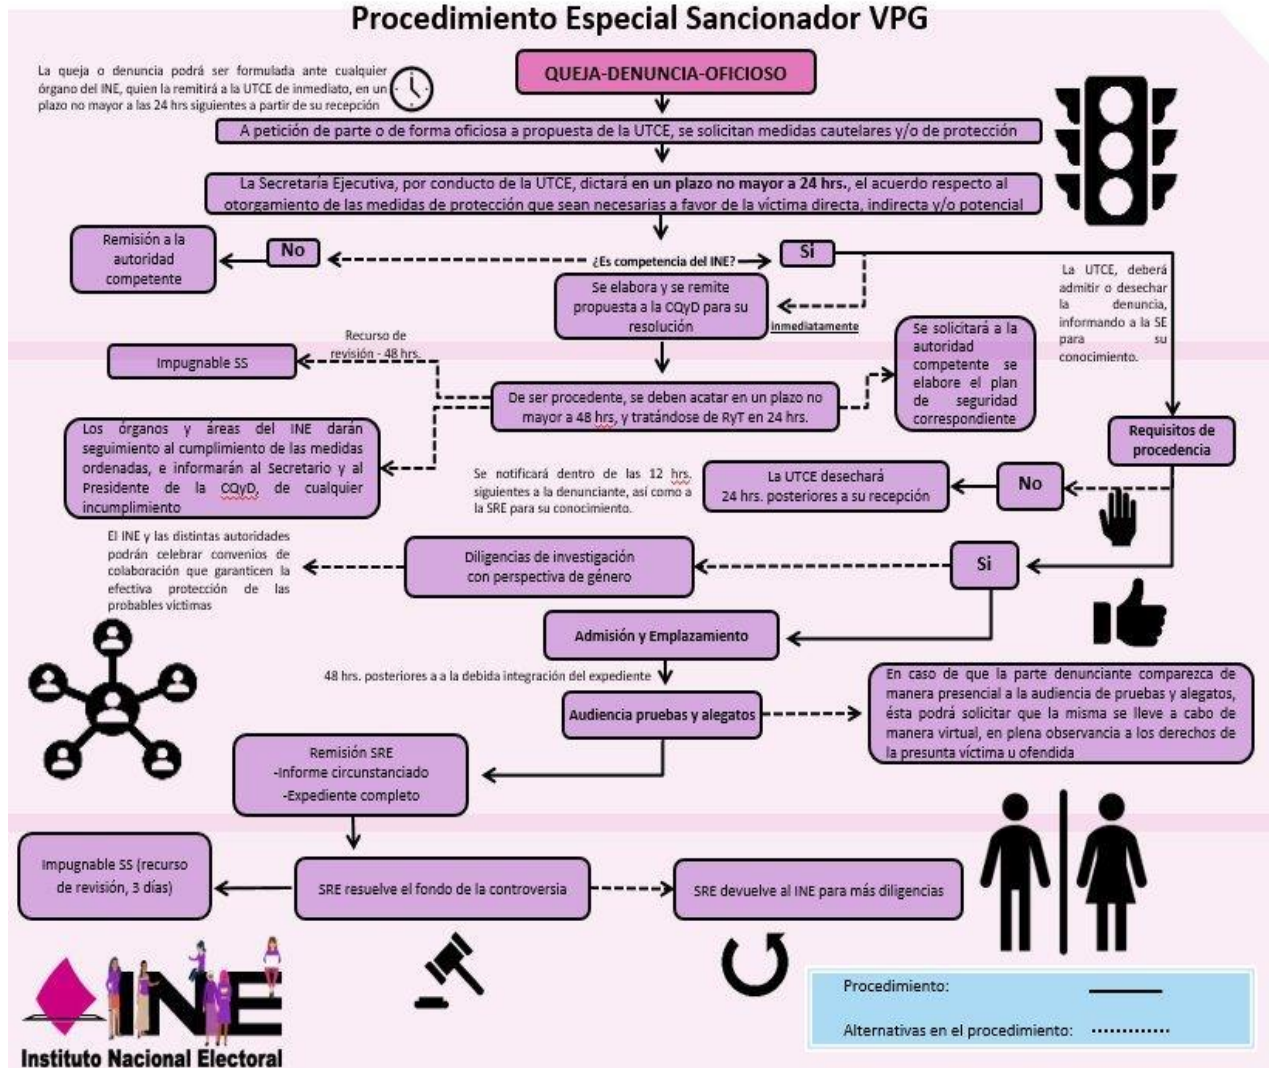 Procedimiento Especial Sancionador VPG
La queja o denuncia podrá ser formulada ante cualquier
órgano del INE, quien la remitirá a la UTCE de inmediato, en un
plazo no mayor a las 24 hrs siguientes a partir de su recepción
QUEJA-DENUNCIA-OFICIOSO
A petición de parte o de forma oficiosa a propuesta de la UTCE, se solicitan medidas cautelares y/o de protección
La Secretaría Ejecutiva, por conducto de la UTCE, dictará en un plazo no mayor a 24 hrs., el acuerdo respecto al
otorgamiento de las medidas de protección que sean necesarias a favor de la víctima directa, indirecta y/o potencial
Remisión a la
autoridad
competente
No
¿Es competencia del INE?
Si
Se elabora y se remite
propuesta a la CQyD para su
resolución
inmediatamente
La UTCE, deberá
admitir o desechar
la denuncia,
informando a la SE
para su
conocimiento.
Recurso de
revisión - 48 hrs.
Impugnable SS
Se solicitará a la
autoridad
competente se
elabore el plan
de seguridad
correspondiente
De ser procedente, se deben acatar en un plazo no
mayor a 48 hrs, y tratándose de RyT en 24 hrs.
Los órganos y áreas del INE darán
seguimiento al cumplimiento de las medidas
ordenadas, e informarán al Secretario y al
Presidente de la CQyD, de cualquier
incumplimiento
Requisitos de
procedencia
Se notificará dentro de las 12 hrs.
siguientes a la denunciante, así como a
la SRE para su conocimiento.
La UTCE desechará
24 hrs. posteriores a su recepción
No
El INE y las distintas autoridades
podrán celebrar convenios de
colaboración que garanticen la
efectiva protección de las
probables víctimas
Diligencias de investigación
con perspectiva de género
Si
Admisión y Emplazamiento
48 hrs. posteriores a a la debida integración del expediente
Audiencia pruebas y alegatos
En caso de que la parte denunciante comparezca de
manera presencial a la audiencia de pruebas y alegatos,
ésta podrá solicitar que la misma se lleve a cabo de
manera virtual, en plena observancia a los derechos de
la presunta víctima u ofendida
Remisión SRE
-Informe circunstanciado
-Expediente completo
Impugnable SS (recurso
de revisión, 3 días)
SRE resuelve el fondo de la controversia
SRE devuelve al INE para más diligencias
INE
Instituto Nacional Electoral
Procedimiento:
Alternativas en el procedimiento: